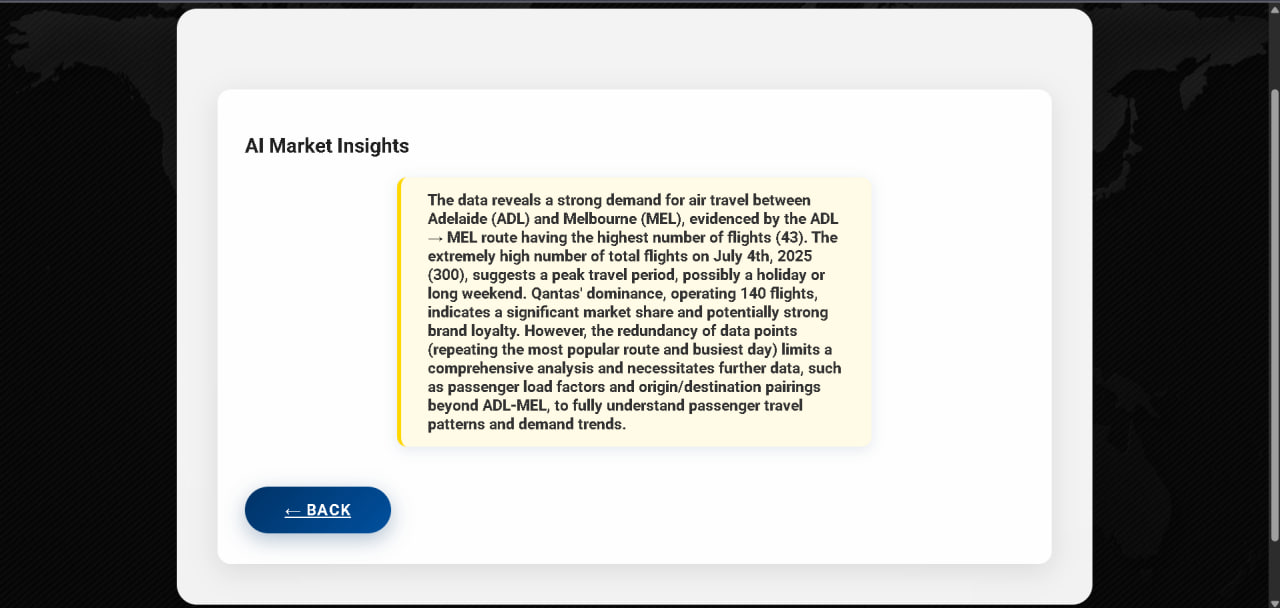 AI Market Insights
The data reveals a strong demand for air travel between
Adelaide (ADL) and Melbourne (MEL), evidenced by the ADL
→ MEL route having the highest number of flights (43). The
extremely high number of total flights on July 4th, 2025
(300), suggests a peak travel period, possibly a holiday or
long weekend. Qantas' dominance, operating 140 flights,
indicates a significant market share and potentially strong
brand loyalty. However, the redundancy of data points
(repeating the most popular route and busiest day) limits a
comprehensive analysis and necessitates further data, such
as passenger load factors and origin/destination pairings
beyond ADL-MEL, to fully understand passenger travel
patterns and demand trends.
← BACK